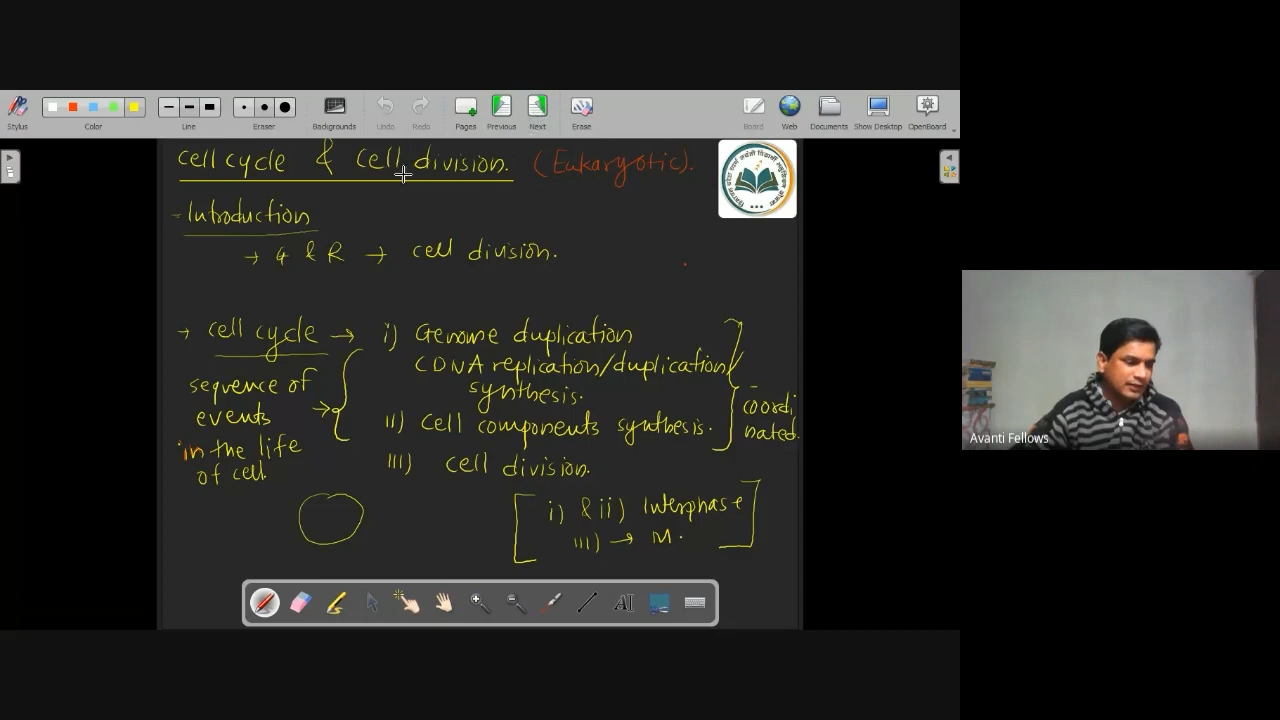 Stylus
Color
Line
Eraser
Backgrounds
Undo
Redo
Pages
Previous
Next
Erase
Board
Web
Documents
Show Desktop
OpenBoard
Cell cycle & Cell division. (Eukaryotic).
- Introduction
→ G & R → cell division.
→ cell cycle → i) Genome duplication
CDNA replication/duplication/
synthesis.
sequence of
events
in the life
of cell.
ii) Cell components synthesis.
iii) cell division.
coordi
nated.
i) & ii) Interphase
iii) → M.
AI
Avanti Fellows